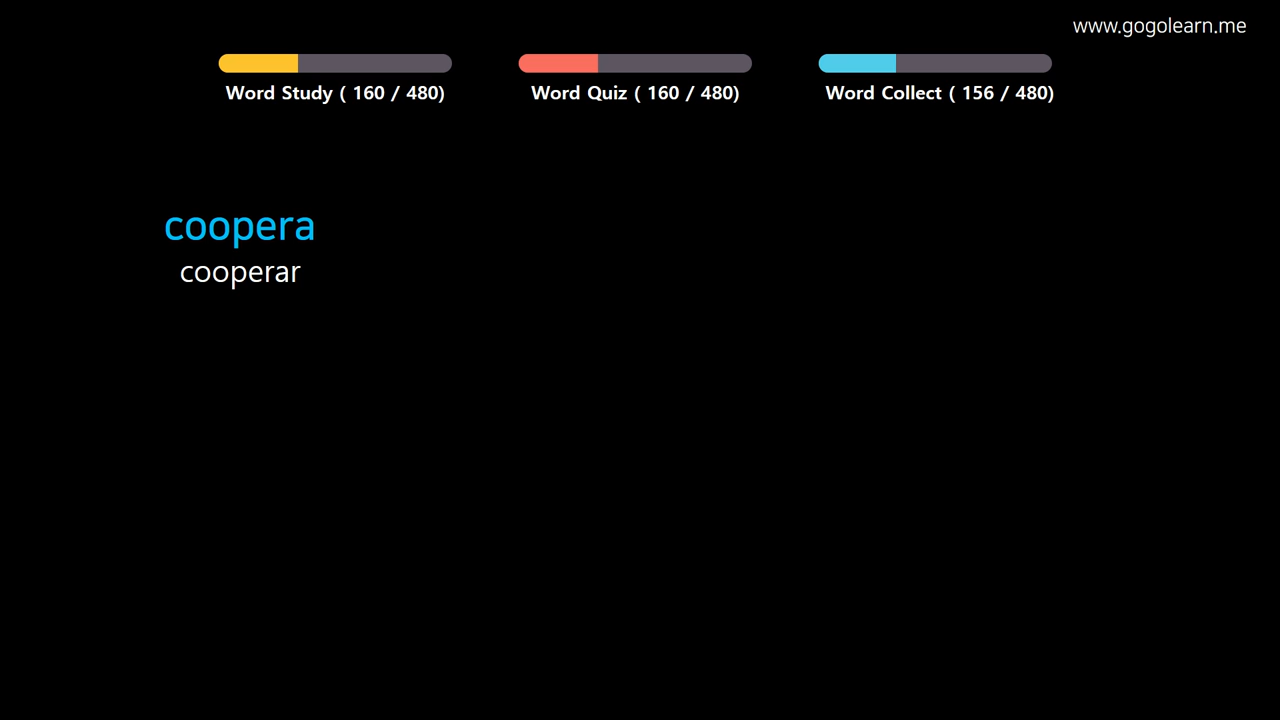 www.gogolearn.me
Word Study ( 160 / 480)
Word Quiz ( 160 / 480)
Word Collect ( 156 / 480)
coopera
cooperar